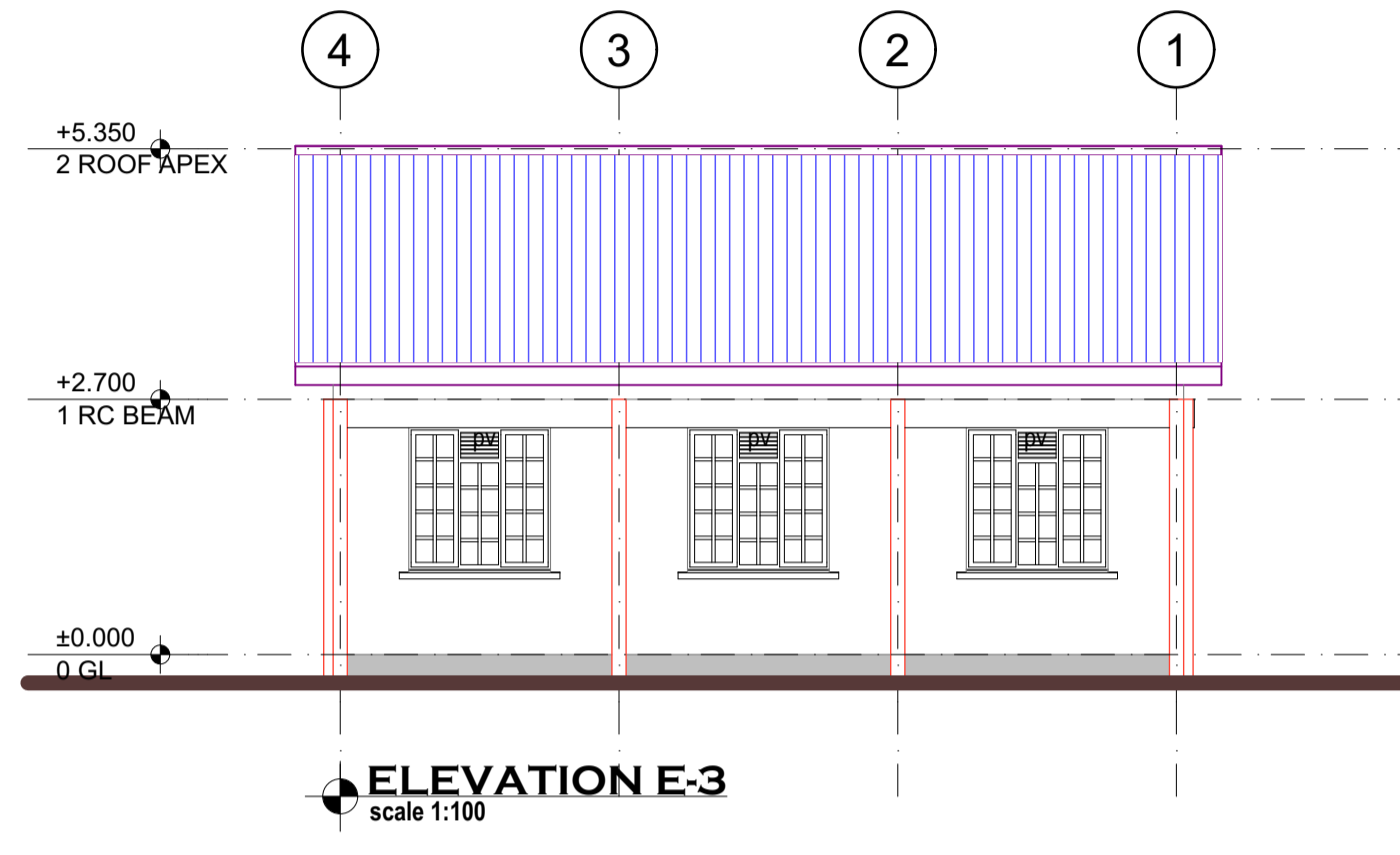 4 3 2 1
+5.350
2 ROOF APEX
+2.700
1 RC BEAM
pv pv pv
±0.000
0 GL
ELEVATION E-3
scale 1:100